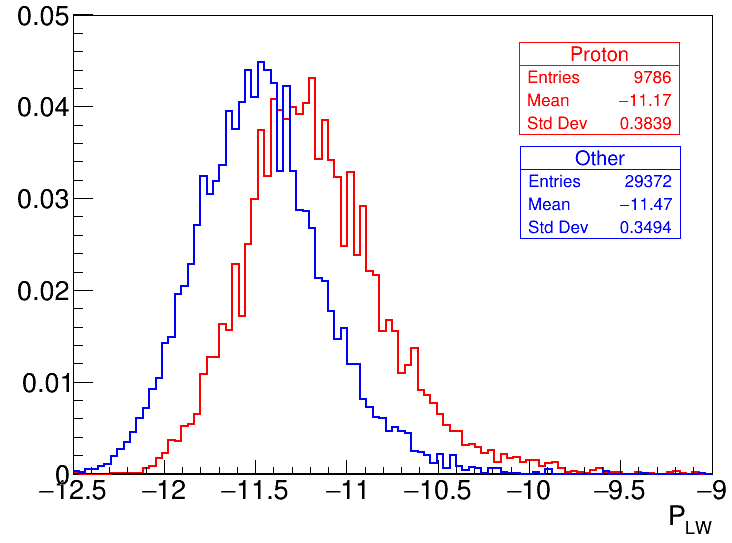 0.05
0.04
0.03
0.02
0.01
0
Proton
Entries 9786
Mean −11.17
Std Dev 0.3839
Other
Entries 29372
Mean −11.47
Std Dev 0.3494
−12.5 −12 −11.5 −11 −10.5 −10 −9.5 −9
P_LW